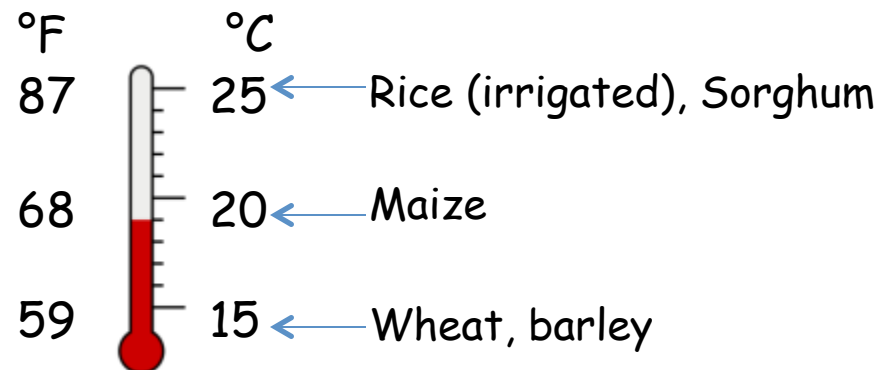 °F °C
87 25 Rice (irrigated), Sorghum
68 20 Maize
59 15 Wheat, barley